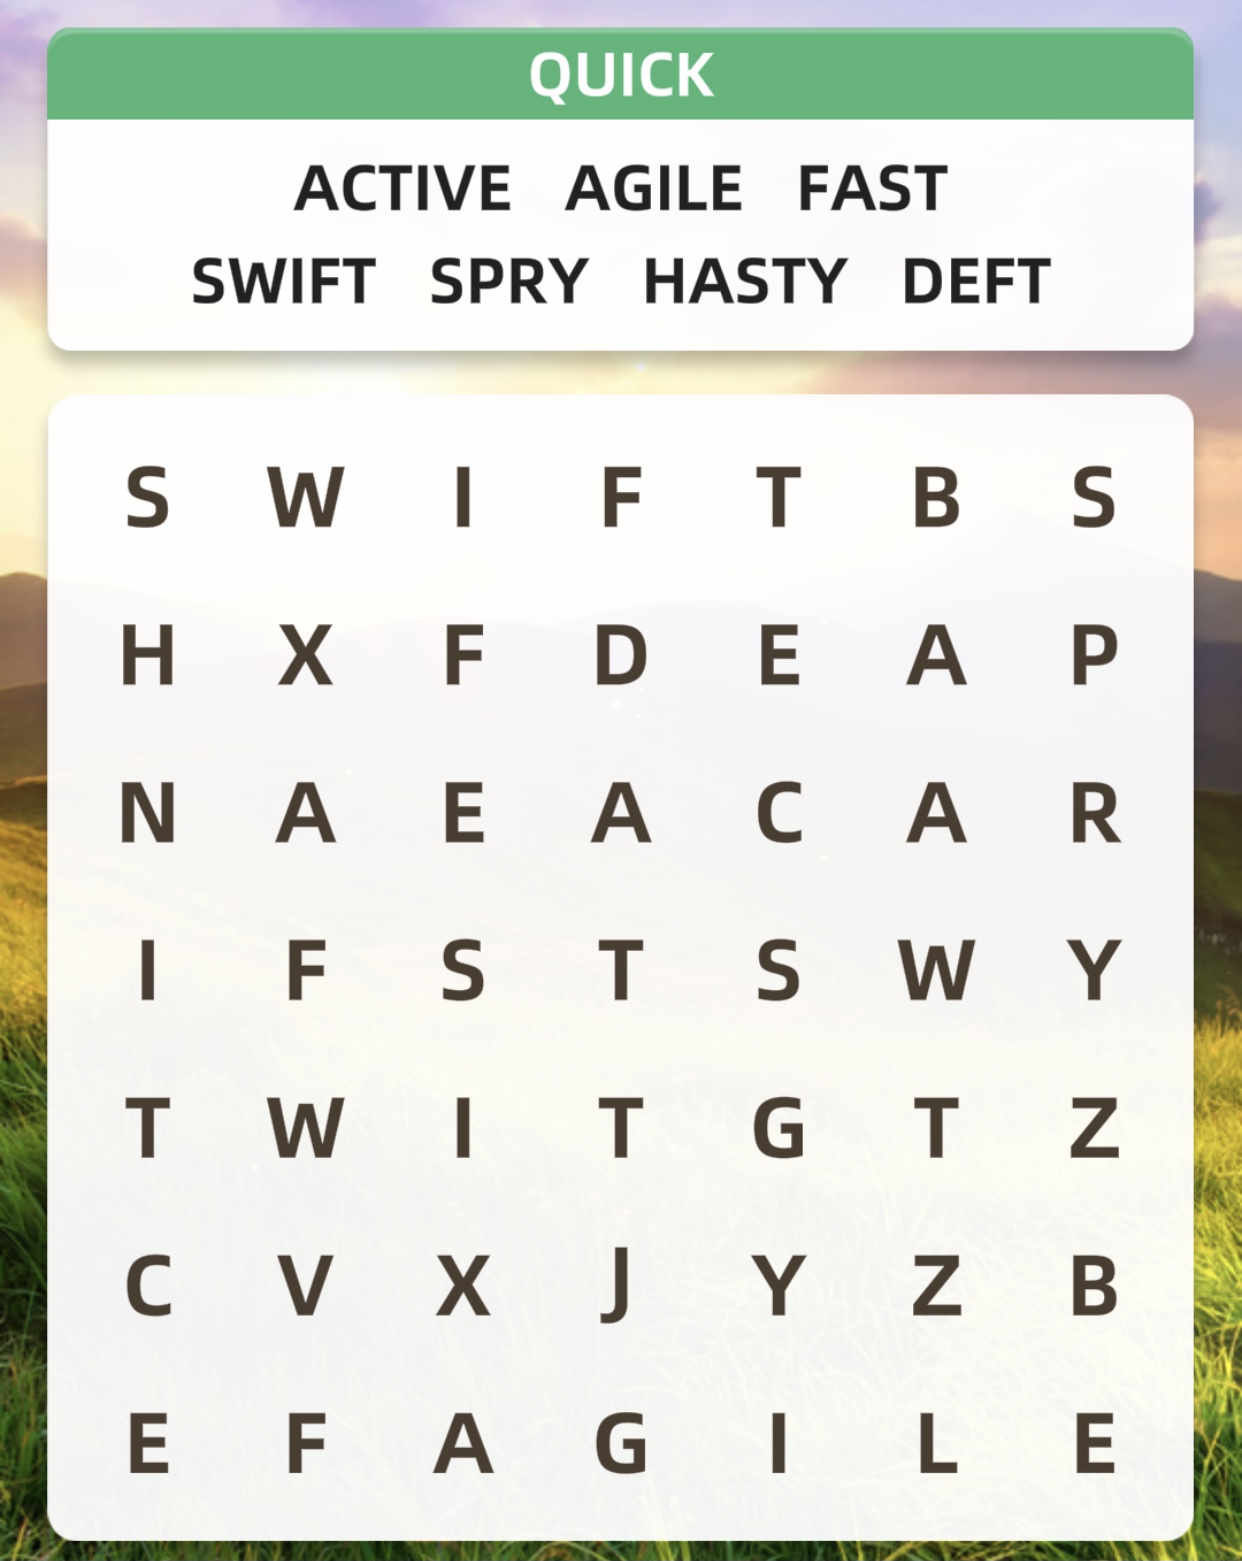 QUICK
ACTIVE AGILE FAST
SWIFT SPRY HASTY DEFT
S W I F T B S
H X F D E A P
N A E A C A R
I F S T S W Y
T W I T G T Z
C V X J Y Z B
E F A G I L E